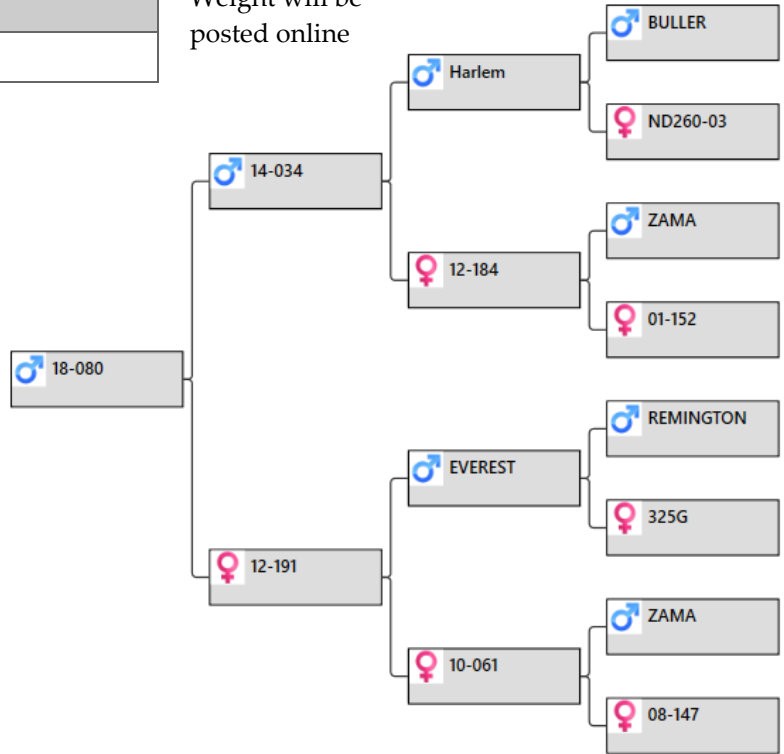 Weight will be
posted online
BULLER
Harlem
ND260-03
14-034
ZAMA
12-184
01-152
18-080
REMINGTON
EVEREST
325G
12-191
ZAMA
10-061
08-147